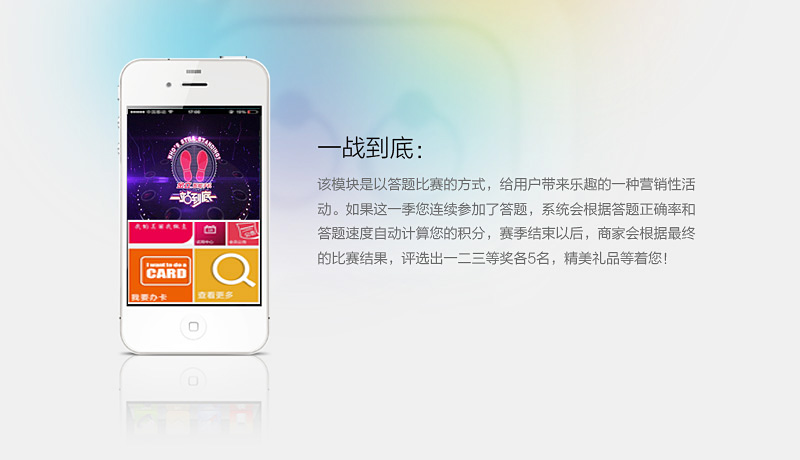 一战到底：
该模块是以答题比赛的方式，给用户带来乐趣的一种营销性活
动。如果这一季您连续参加了答题，系统会根据答题正确率和
答题速度自动计算您的积分，赛季结束以后，商家会根据最终
的比赛结果，评选出一二三等奖各5名，精美礼品等着您！
WHO'S STILL STANDING?
一站到底
I want to do a
CARD
我要办卡
查看更多